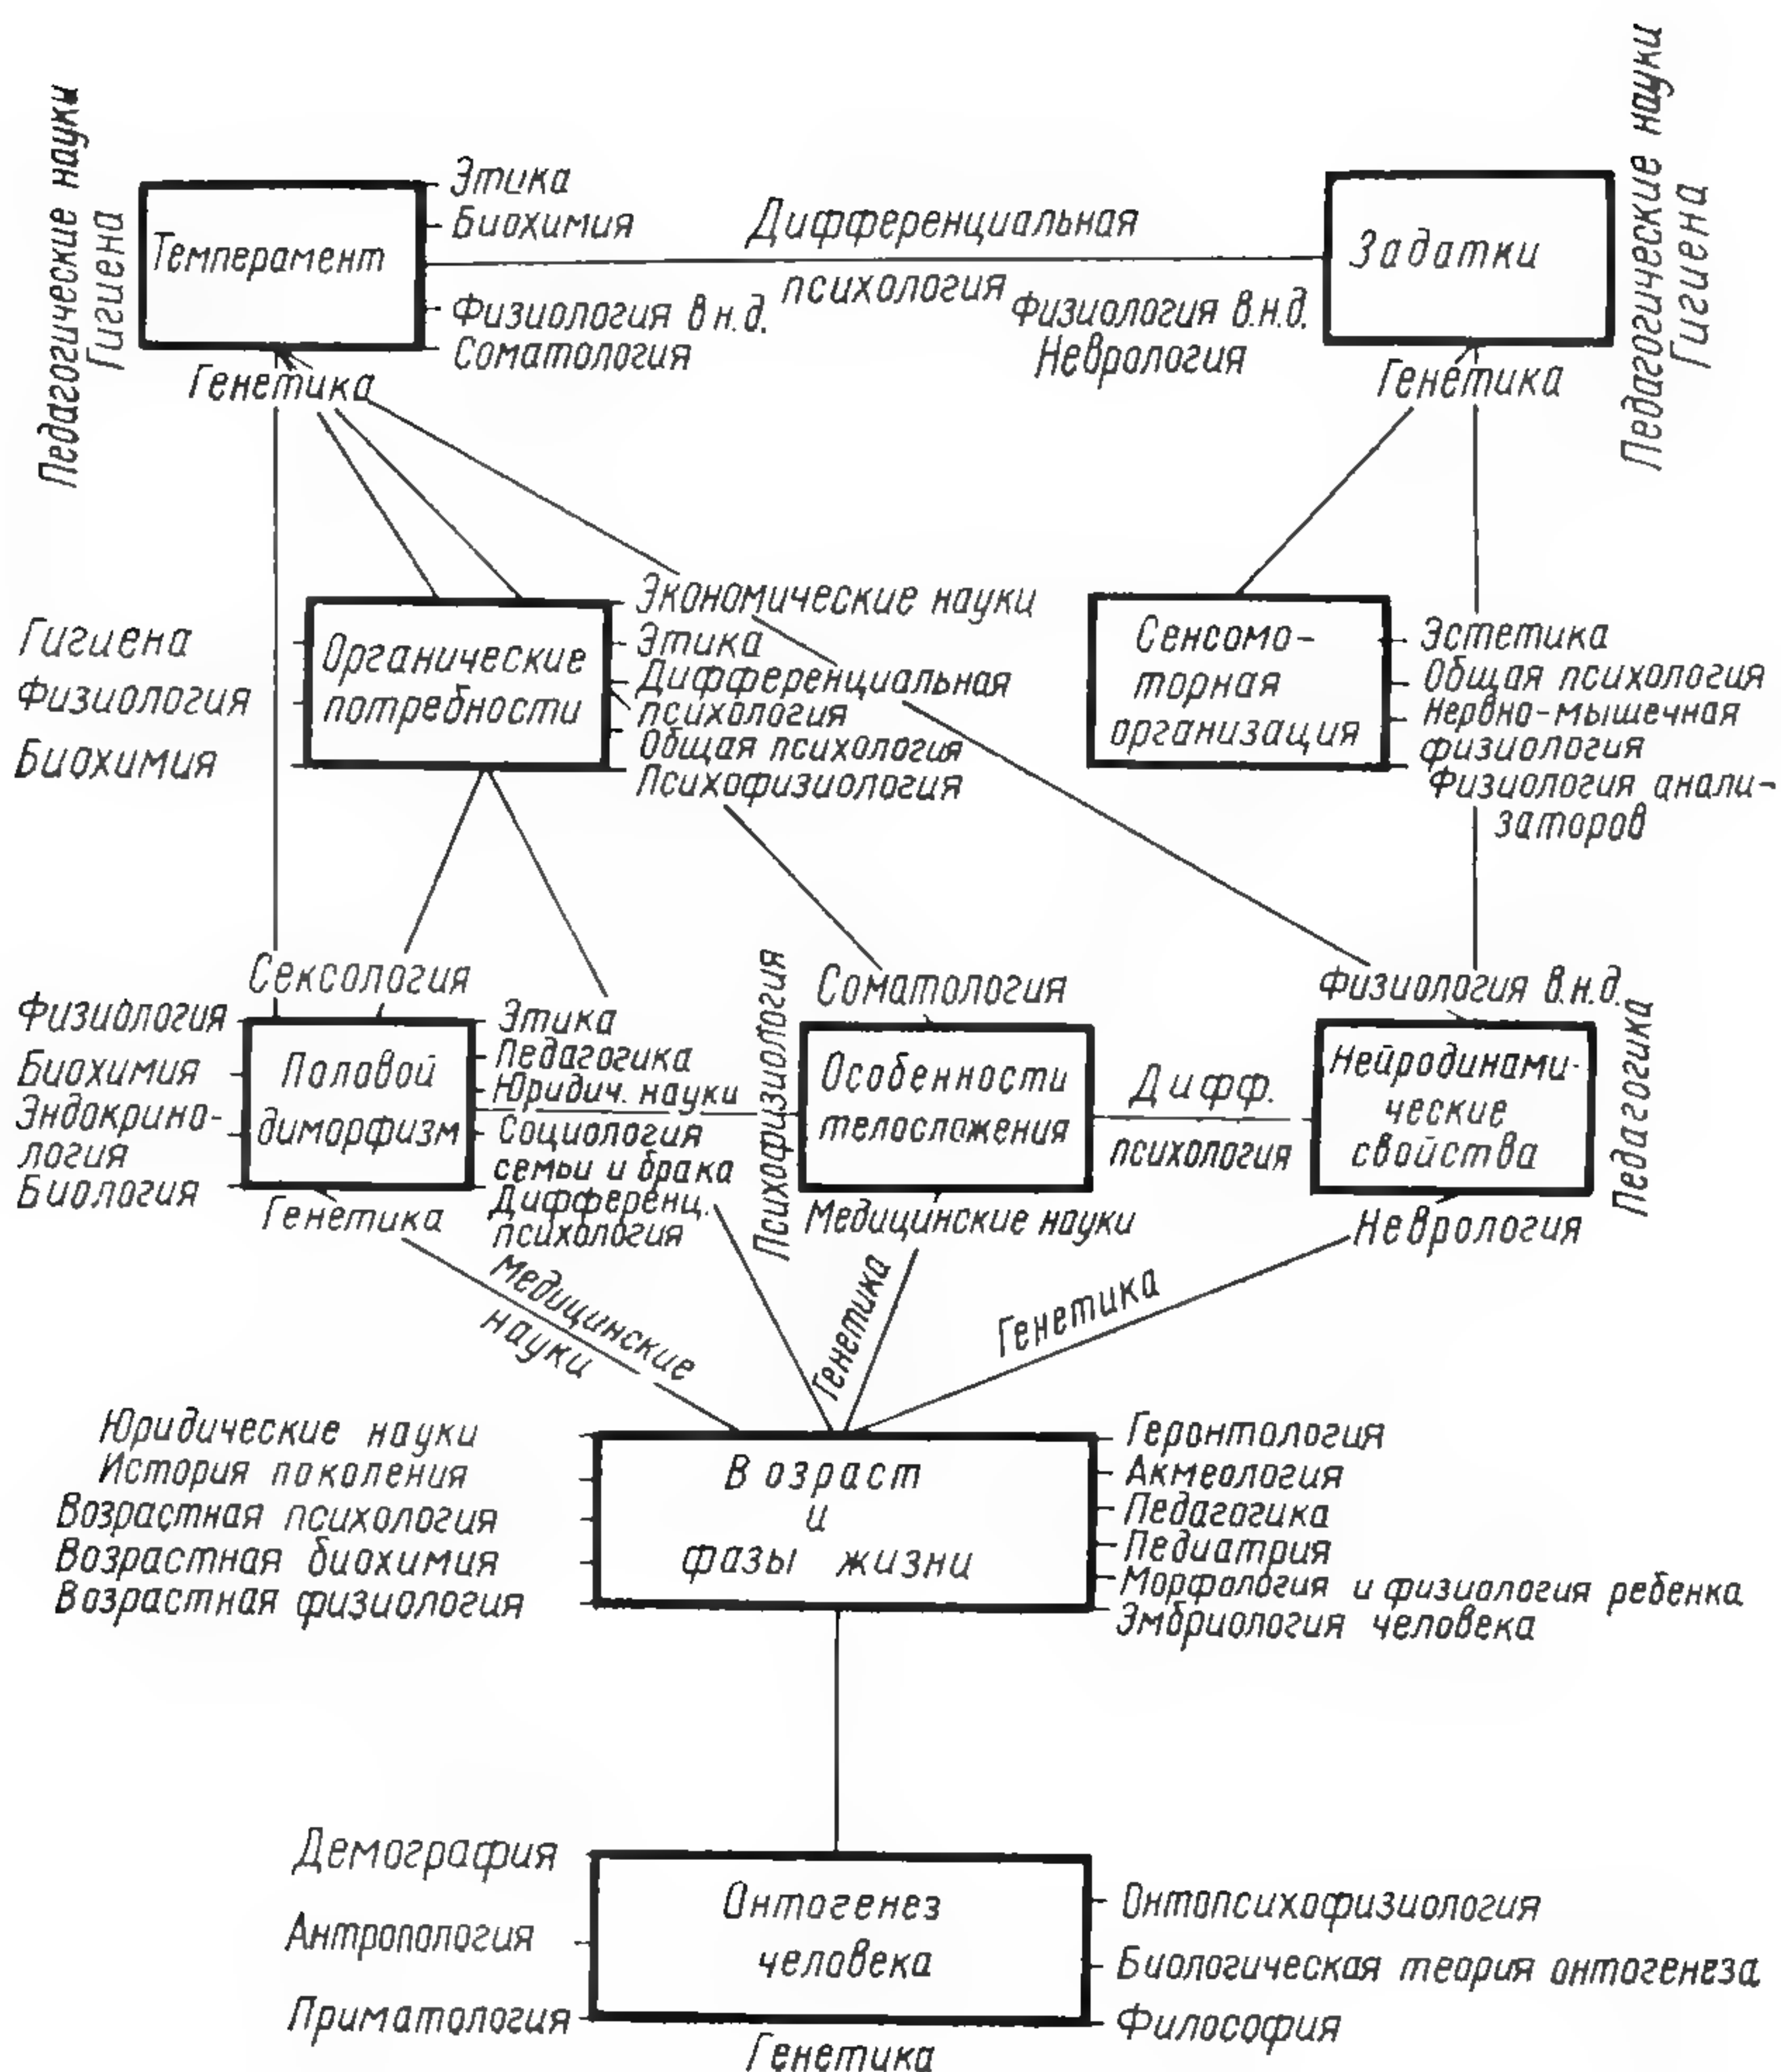 Педагогические науки
Гигиена
Темперамент
Этика
Биохимия
Физиология в н.д.
Соматология
Генетика
Дифференциальная
психология
Физиология в.н.д.
Неврология
Задатки
Генетика
Педагогические науки
Гигиена
Гигиена
Физиология
Биохимия
Органические
потребности
Экономические науки
Этика
Дифференциальная
психология
Общая психология
Психофизиология
Сенсомо-
торная
организация
Эстетика
Общая психология
Нервно-мышечная
физиология
Физиология анали-
заторов
Сексология
Физиология
Биохимия
Эндокрино-
логия
Биология
Половой
диморфизм
Генетика
Этика
Педагогика
Юридич. науки
Социология
семьи и брака
Дифференц.
психология
Психофизиология
Соматология
Особенности
телосложения
Медицинские науки
Дифф.
психология
Физиология в.н.д.
Нейродинами-
ческие
свойства
Неврология
Педагогика
Медицинские
науки
Генетика
Генетика
Юридические науки
История поколения
Возрастная психология
Возрастная биохимия
Возрастная физиология
Возраст
и
фазы жизни
Геронтология
Акмеология
Педагогика
Педиатрия
Морфология и физиология ребенка
Эмбриология человека
Демография
Антропология
Приматология
Онтогенез
человека
Онтопсихофизиология
Биологическая теория онтогенеза
Философия
Генетика